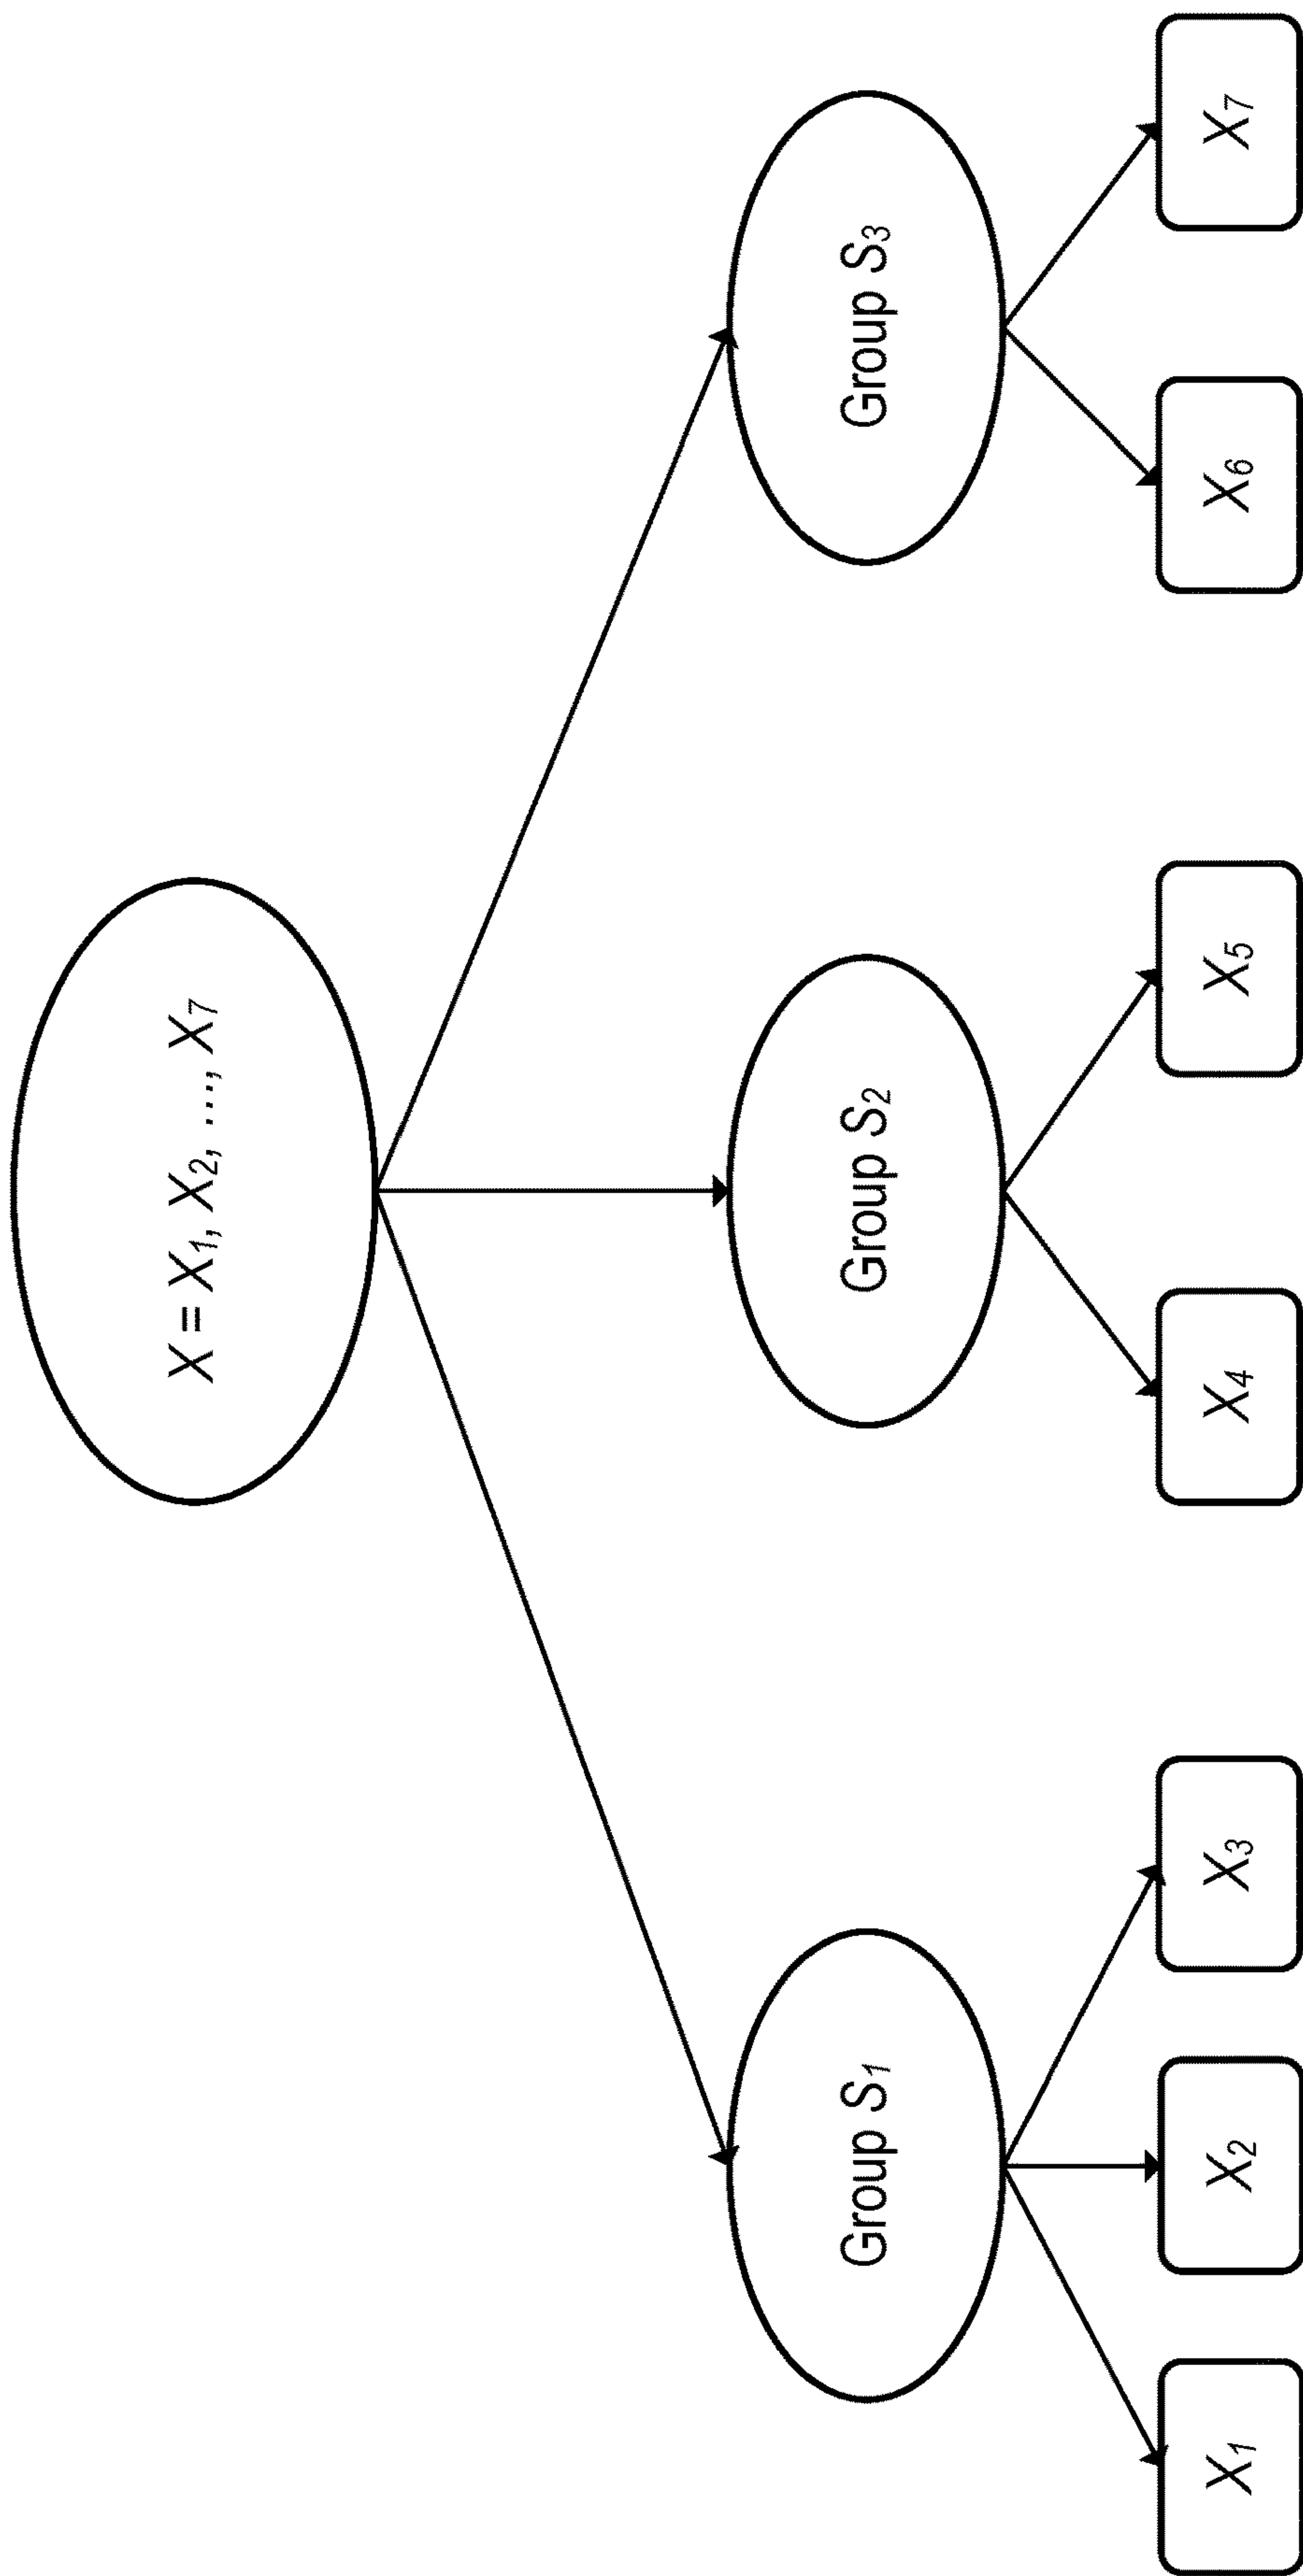 X = X1, X2, ...., X7
Group S1
Group S2
Group S3
X1
X2
X3
X4
X5
X6
X7